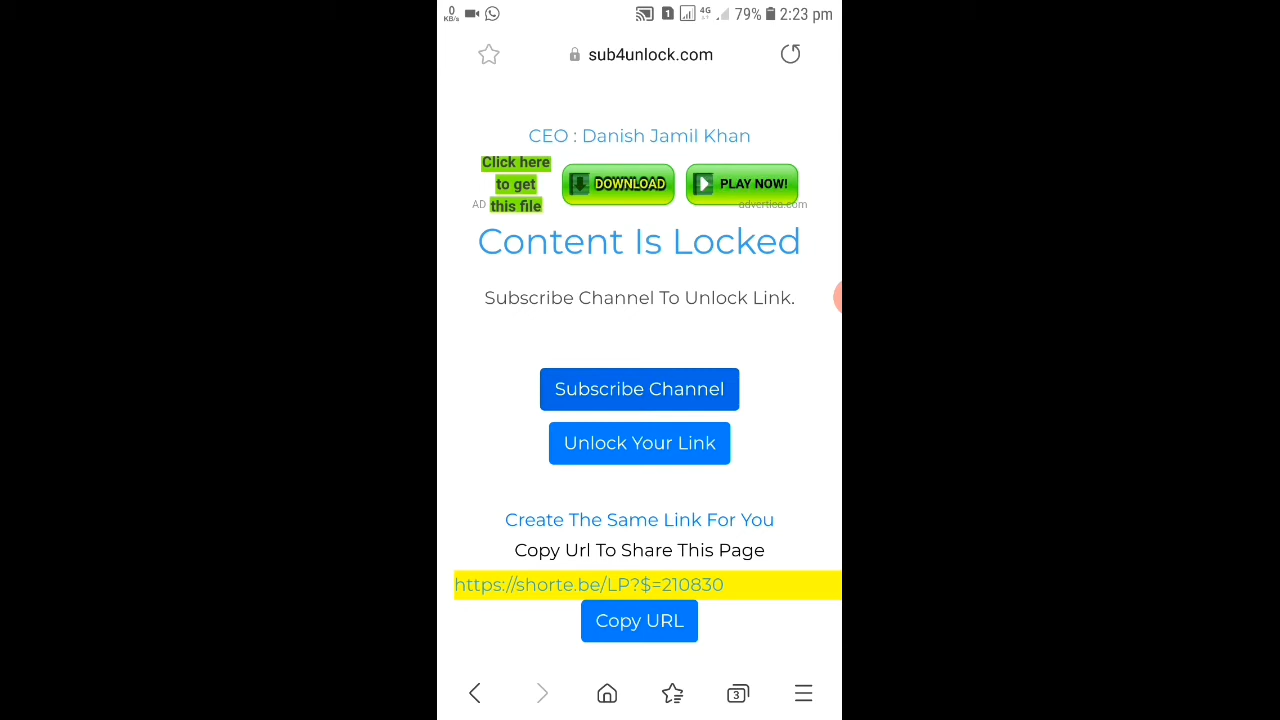 0
KB/s
1
4G
79%
2:23 pm
sub4unlock.com
CEO : Danish Jamil Khan
Click here
to get
this file
AD
DOWNLOAD
PLAY NOW!
advertica.com
Content Is Locked
Subscribe Channel To Unlock Link.
Subscribe Channel
Unlock Your Link
Create The Same Link For You
Copy Url To Share This Page
https://shorte.be/LP?$=210830
Copy URL
3